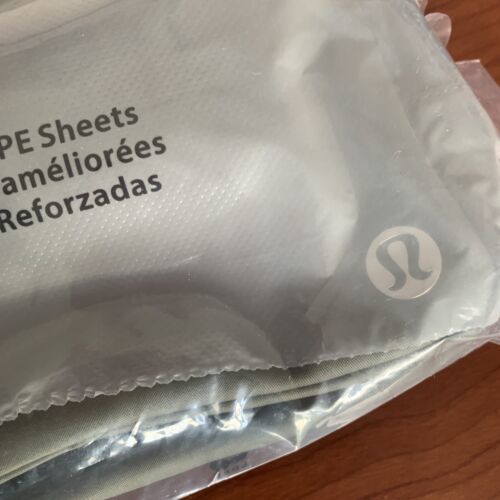 PE Sheets
améliorées
Reforzadas